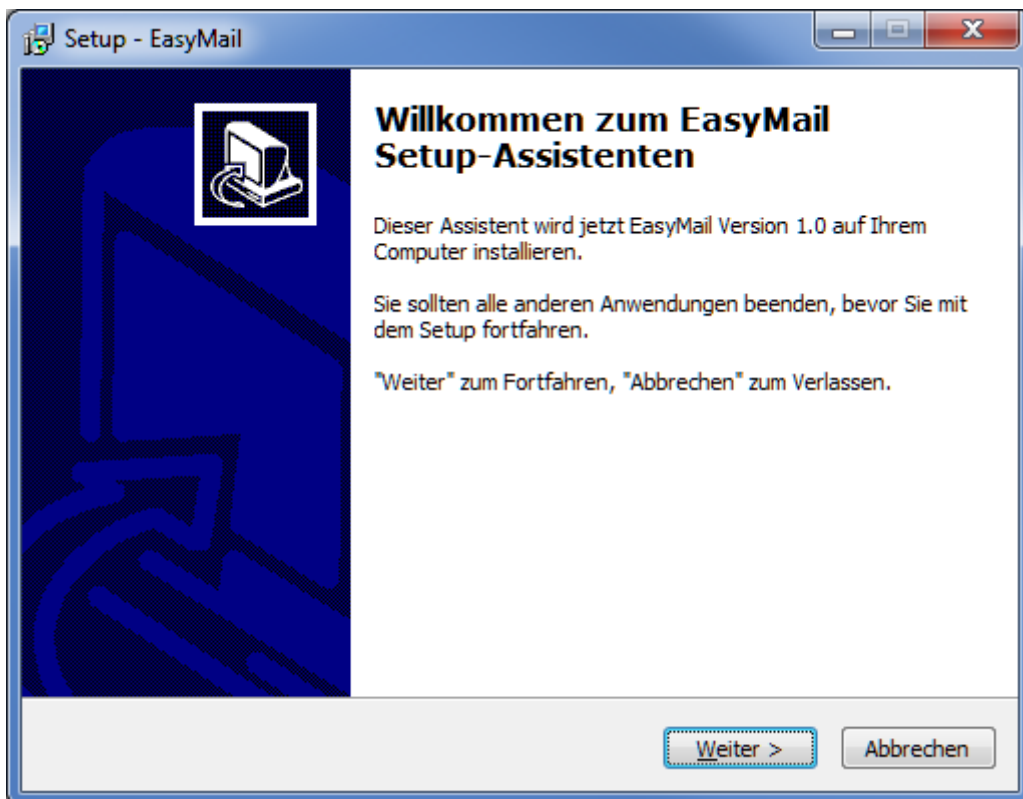 Setup - EasyMail
Willkommen zum EasyMail
Setup-Assistenten
Dieser Assistent wird jetzt EasyMail Version 1.0 auf Ihrem
Computer installieren.
Sie sollten alle anderen Anwendungen beenden, bevor Sie mit
dem Setup fortfahren.
"Weiter" zum Fortfahren, "Abbrechen" zum Verlassen.
Weiter >
Abbrechen